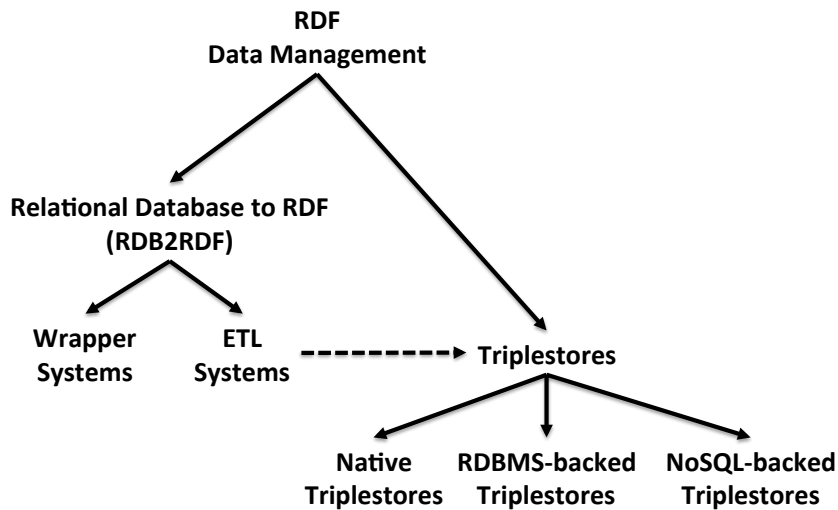 RDF
Data Management
Relational Database to RDF
(RDB2RDF)
Wrapper
Systems
ETL
Systems
Triplestores
Native
Triplestores
RDBMS-backed
Triplestores
NoSQL-backed
Triplestores